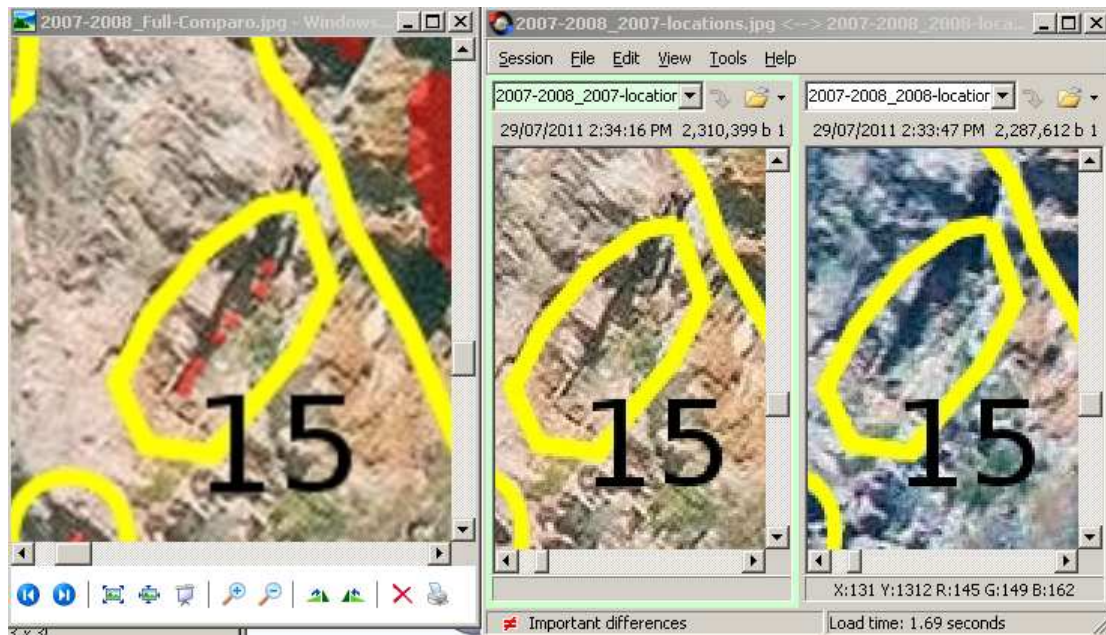 2007-2008_Full-Comparo.jpg - Windows...
15
2007-2008_2007-locations.jpg <--> 2007-2008_2008-loca...
Session File Edit View Tools Help
2007-2008_2007-location
2007-2008_2008-location
29/07/2011 2:34:16 PM 2,310,399 b 1
29/07/2011 2:33:47 PM 2,287,612 b 1
15
15
X:131 Y:1312 R:145 G:149 B:162
Important differences
Load time: 1.69 seconds